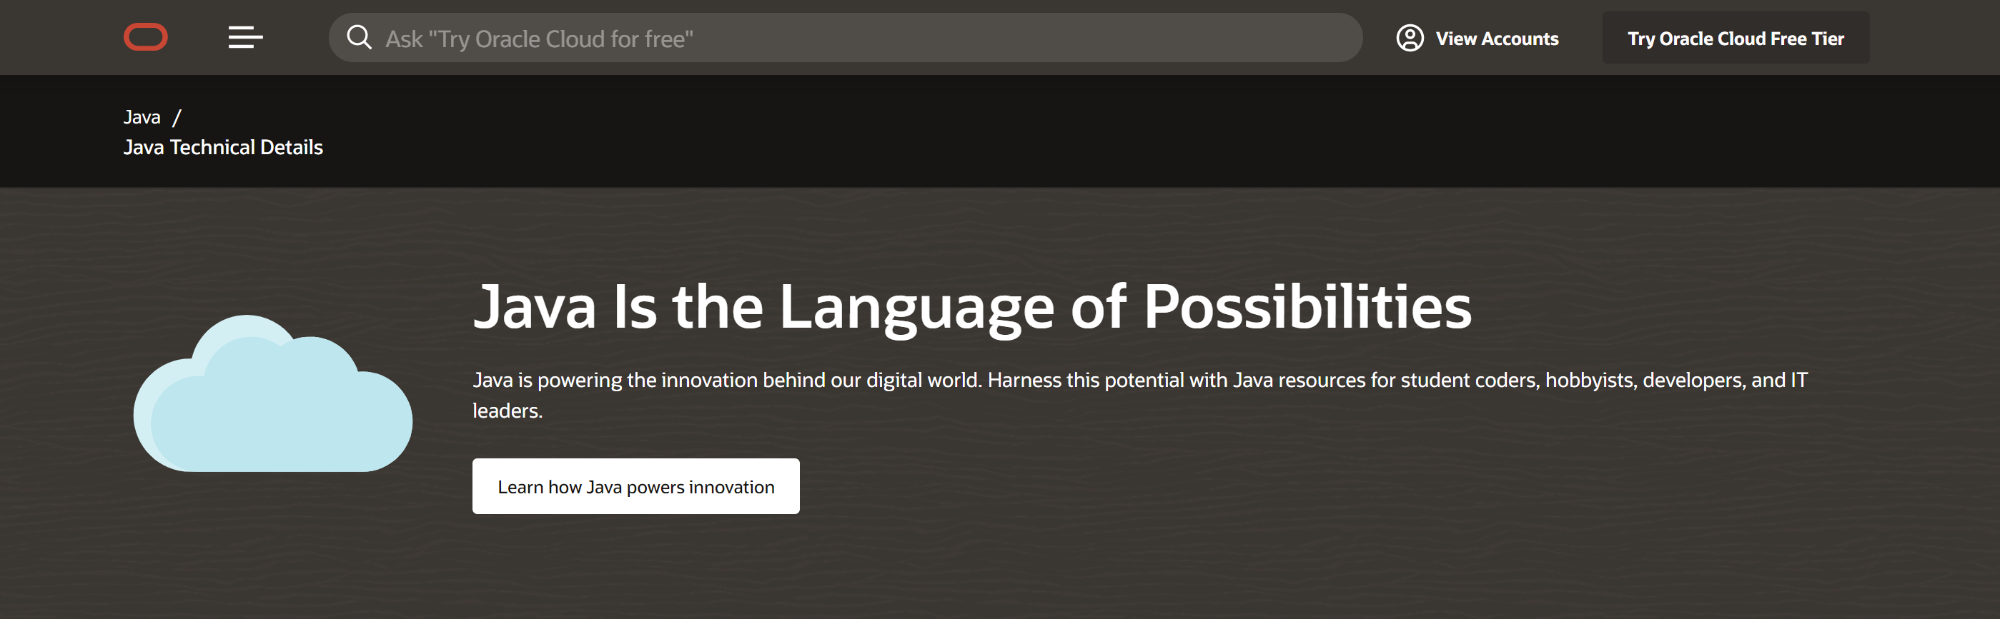 Ask "Try Oracle Cloud for free"
View Accounts
Try Oracle Cloud Free Tier
Java /
Java Technical Details
Java Is the Language of Possibilities
Java is powering the innovation behind our digital world. Harness this potential with Java resources for student coders, hobbyists, developers, and IT
leaders.
Learn how Java powers innovation